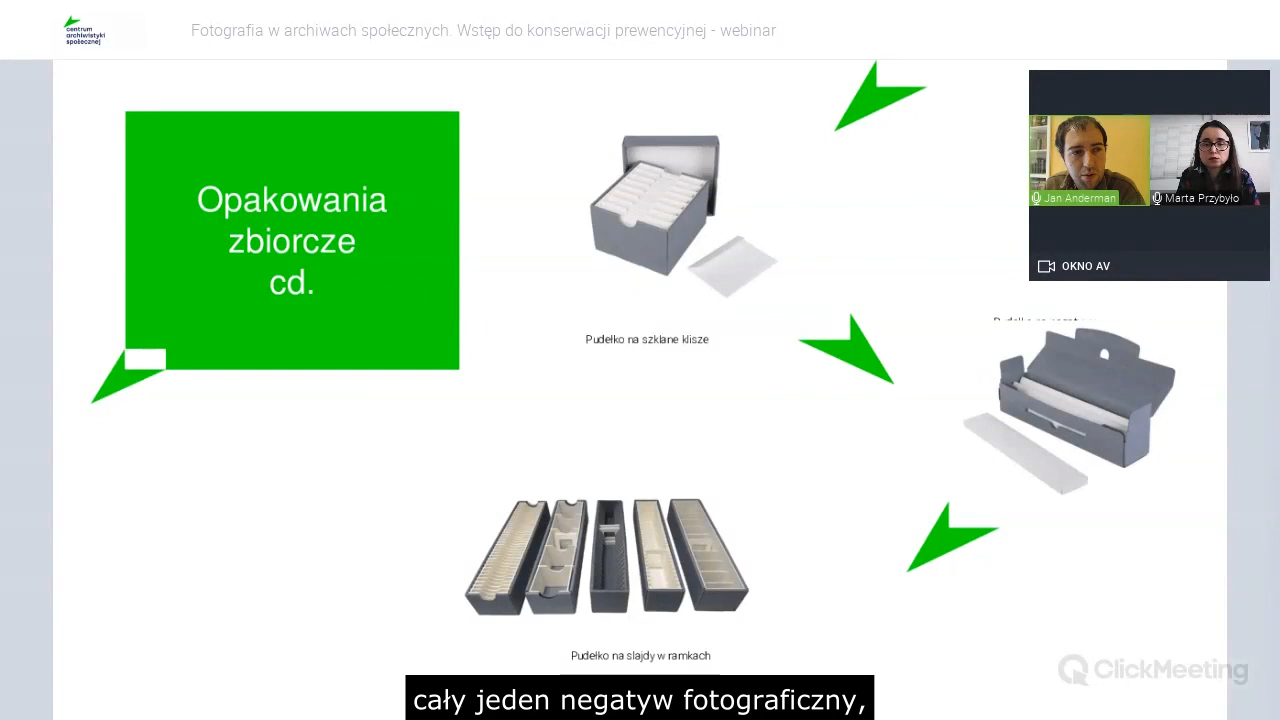 centrum
archiwistyki
społecznej
Fotografia w archiwach społecznych. Wstęp do konserwacji prewencyjnej - webinar
Opakowania
zbiorcze
cd.
Jan Anderman
Marta Przybyło
OKNO AV
Pudełko na szklane klisze
Pudełko na slajdy w ramkach
ClickMeeting
cały jeden negatyw fotograficzny,